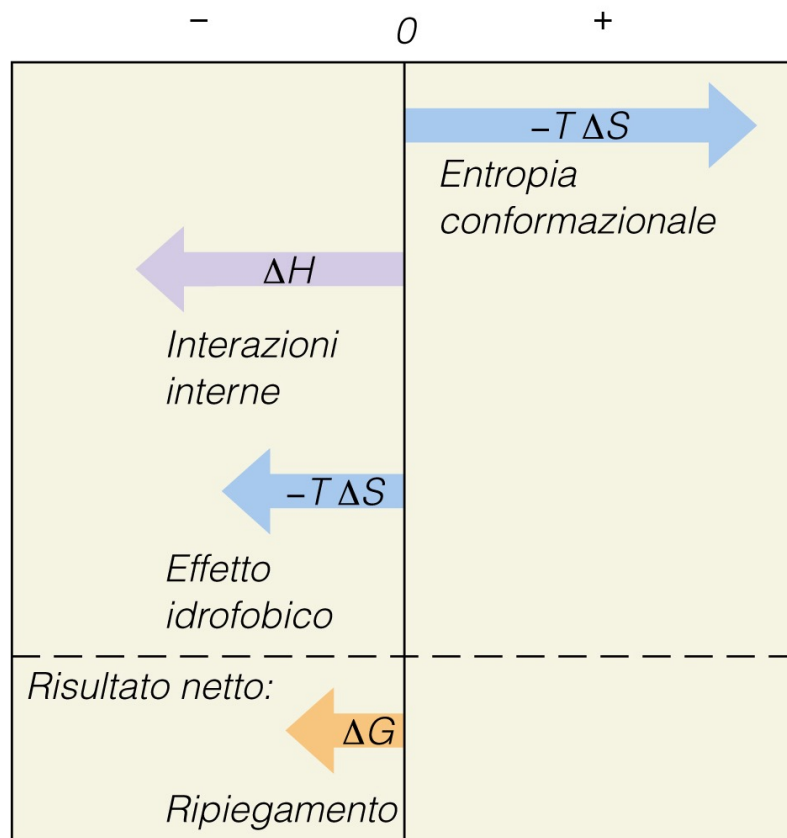 – 0 +
–T ΔS
Entropia
conformazionale
ΔH
Interazioni
interne
–T ΔS
Effetto
idrofobico
Risultato netto:
ΔG
Ripiegamento